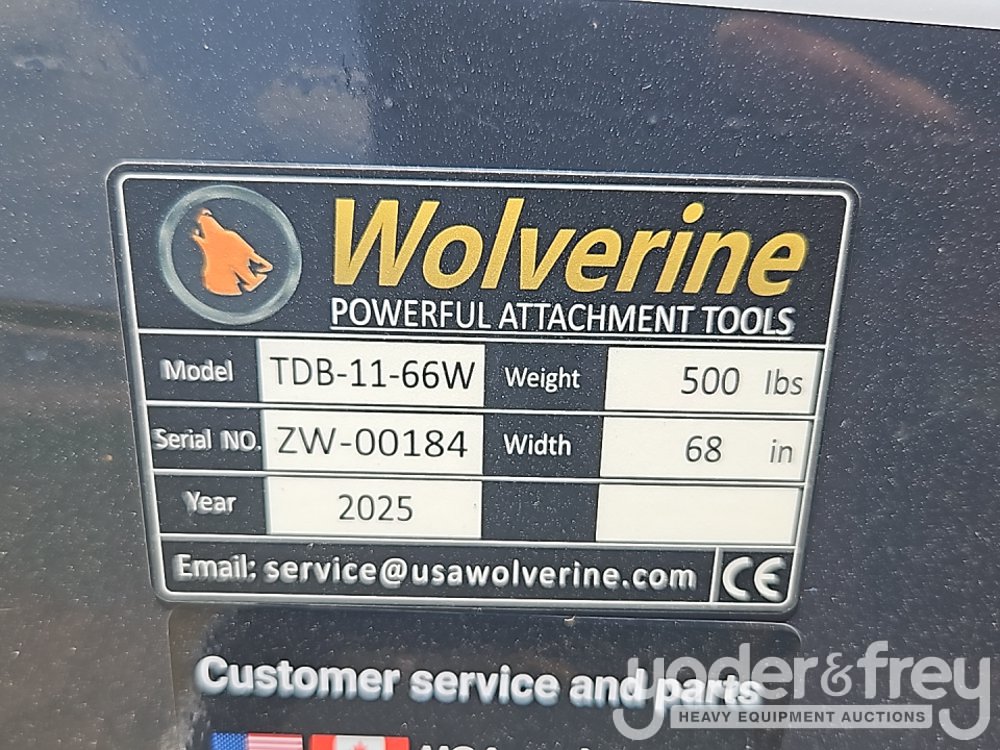 Wolverine
POWERFUL ATTACHMENT TOOLS
Model TDB-11-66W Weight 500 lbs
Serial NO. ZW-00184 Width 68 in
Year 2025
Email: service@usawolverine.com CE
Customer service and parts
yoder&frey
HEAVY EQUIPMENT AUCTIONS